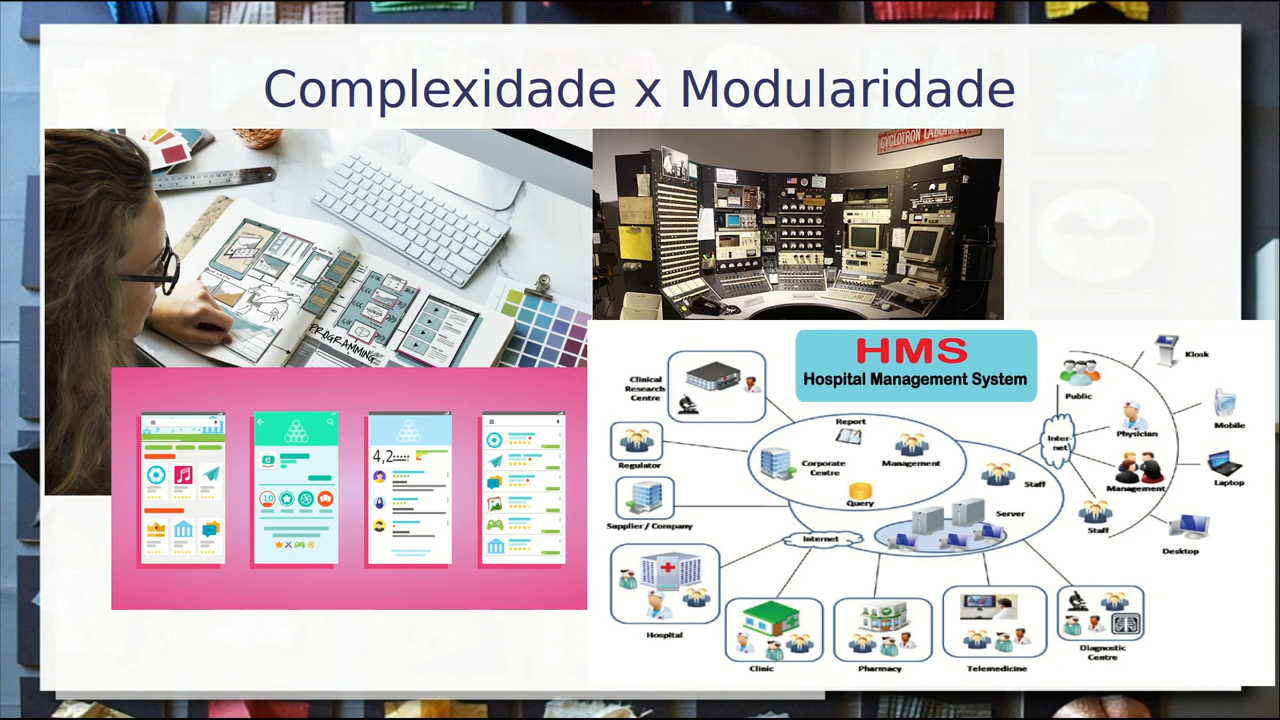 Complexidade x Modularidade
CYCLOTRON LABORA
PROGRAMMING
4,2
10
HMS
Hospital Management System
Clinical
Research
Centre
Regulator
Supplier / Company
Hospital
Clinic
Pharmacy
Telemedicine
Diagnostic
Centre
Report
Corporate
Centre
Management
Query
Staff
Server
Internet
Inter-
net
Public
Physician
Management
Staff
Kiosk
Mobile
Laptop
Desktop